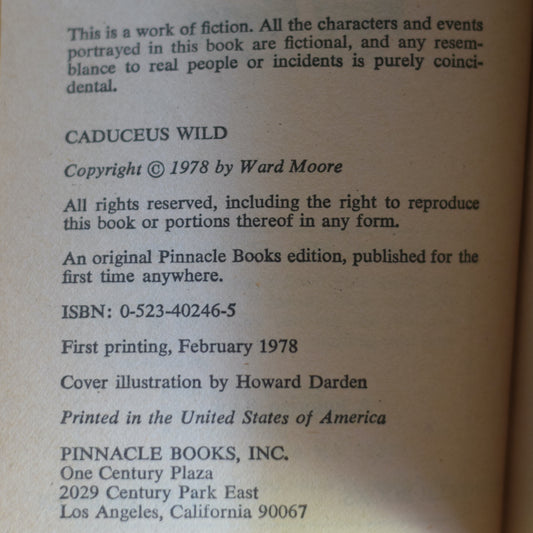 This is a work of fiction. All the characters and events
portrayed in this book are fictional, and any resem-
blance to real people or incidents is purely coinci-
dental.
CADUCEUS WILD
Copyright © 1978 by Ward Moore
All rights reserved, including the right to reproduce
this book or portions thereof in any form.
An original Pinnacle Books edition, published for the
first time anywhere.
ISBN: 0-523-40246-5
First printing, February 1978
Cover illustration by Howard Darden
Printed in the United States of America
PINNACLE BOOKS, INC.
One Century Plaza
2029 Century Park East
Los Angeles, California 90067